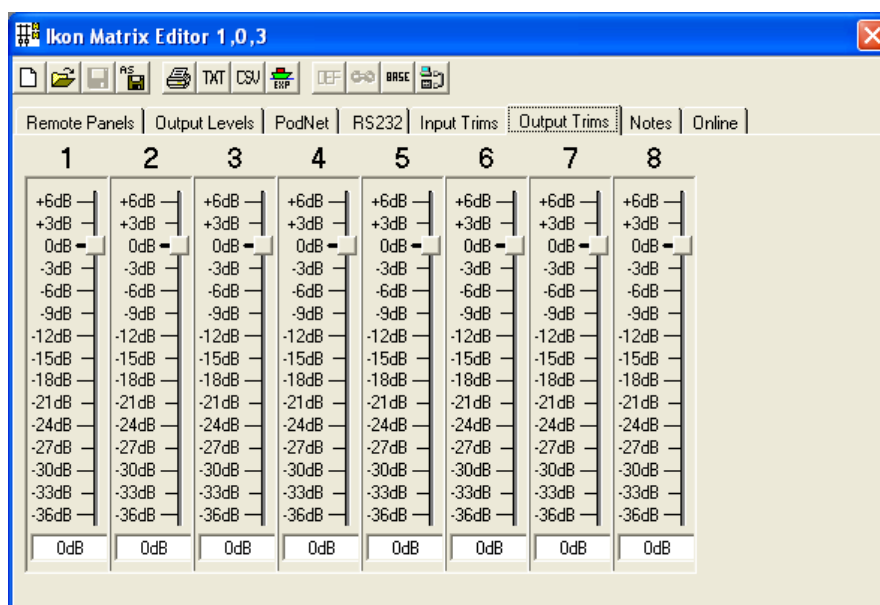 Ikon Matrix Editor 1,0,3
AS TXT CSV EXP DEF BASE
Remote Panels Output Levels PodNet RS232 Input Trims Output Trims Notes Online
1 2 3 4 5 6 7 8
+6dB +6dB +6dB +6dB +6dB +6dB +6dB +6dB
+3dB +3dB +3dB +3dB +3dB +3dB +3dB +3dB
0dB 0dB 0dB 0dB 0dB 0dB 0dB 0dB
-3dB -3dB -3dB -3dB -3dB -3dB -3dB -3dB
-6dB -6dB -6dB -6dB -6dB -6dB -6dB -6dB
-9dB -9dB -9dB -9dB -9dB -9dB -9dB -9dB
-12dB -12dB -12dB -12dB -12dB -12dB -12dB -12dB
-15dB -15dB -15dB -15dB -15dB -15dB -15dB -15dB
-18dB -18dB -18dB -18dB -18dB -18dB -18dB -18dB
-21dB -21dB -21dB -21dB -21dB -21dB -21dB -21dB
-24dB -24dB -24dB -24dB -24dB -24dB -24dB -24dB
-27dB -27dB -27dB -27dB -27dB -27dB -27dB -27dB
-30dB -30dB -30dB -30dB -30dB -30dB -30dB -30dB
-33dB -33dB -33dB -33dB -33dB -33dB -33dB -33dB
-36dB -36dB -36dB -36dB -36dB -36dB -36dB -36dB
0dB 0dB 0dB 0dB 0dB 0dB 0dB 0dB